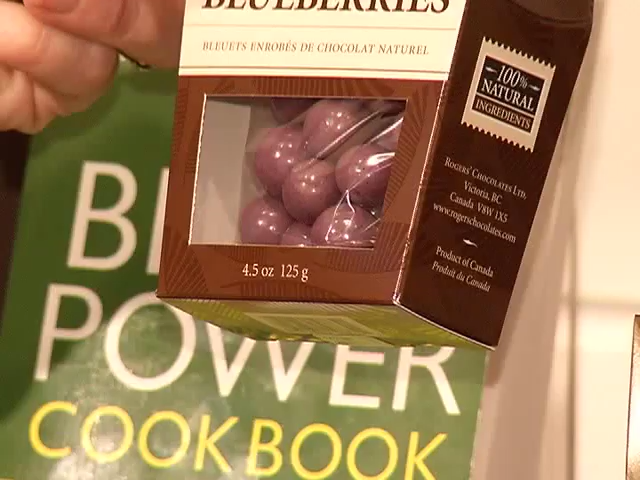 BLUEBERRIES
BLEUETS ENROBÉS DE CHOCOLAT NATUREL
4.5 oz 125 g
100%
NATURAL
INGREDIENTS
ROGERS' CHOCOLATES LTD,
Victoria, BC
Canada V8W 1X5
www.rogerschocolates.com
Product of Canada
Produit du Canada
POWER
COOKBOOK